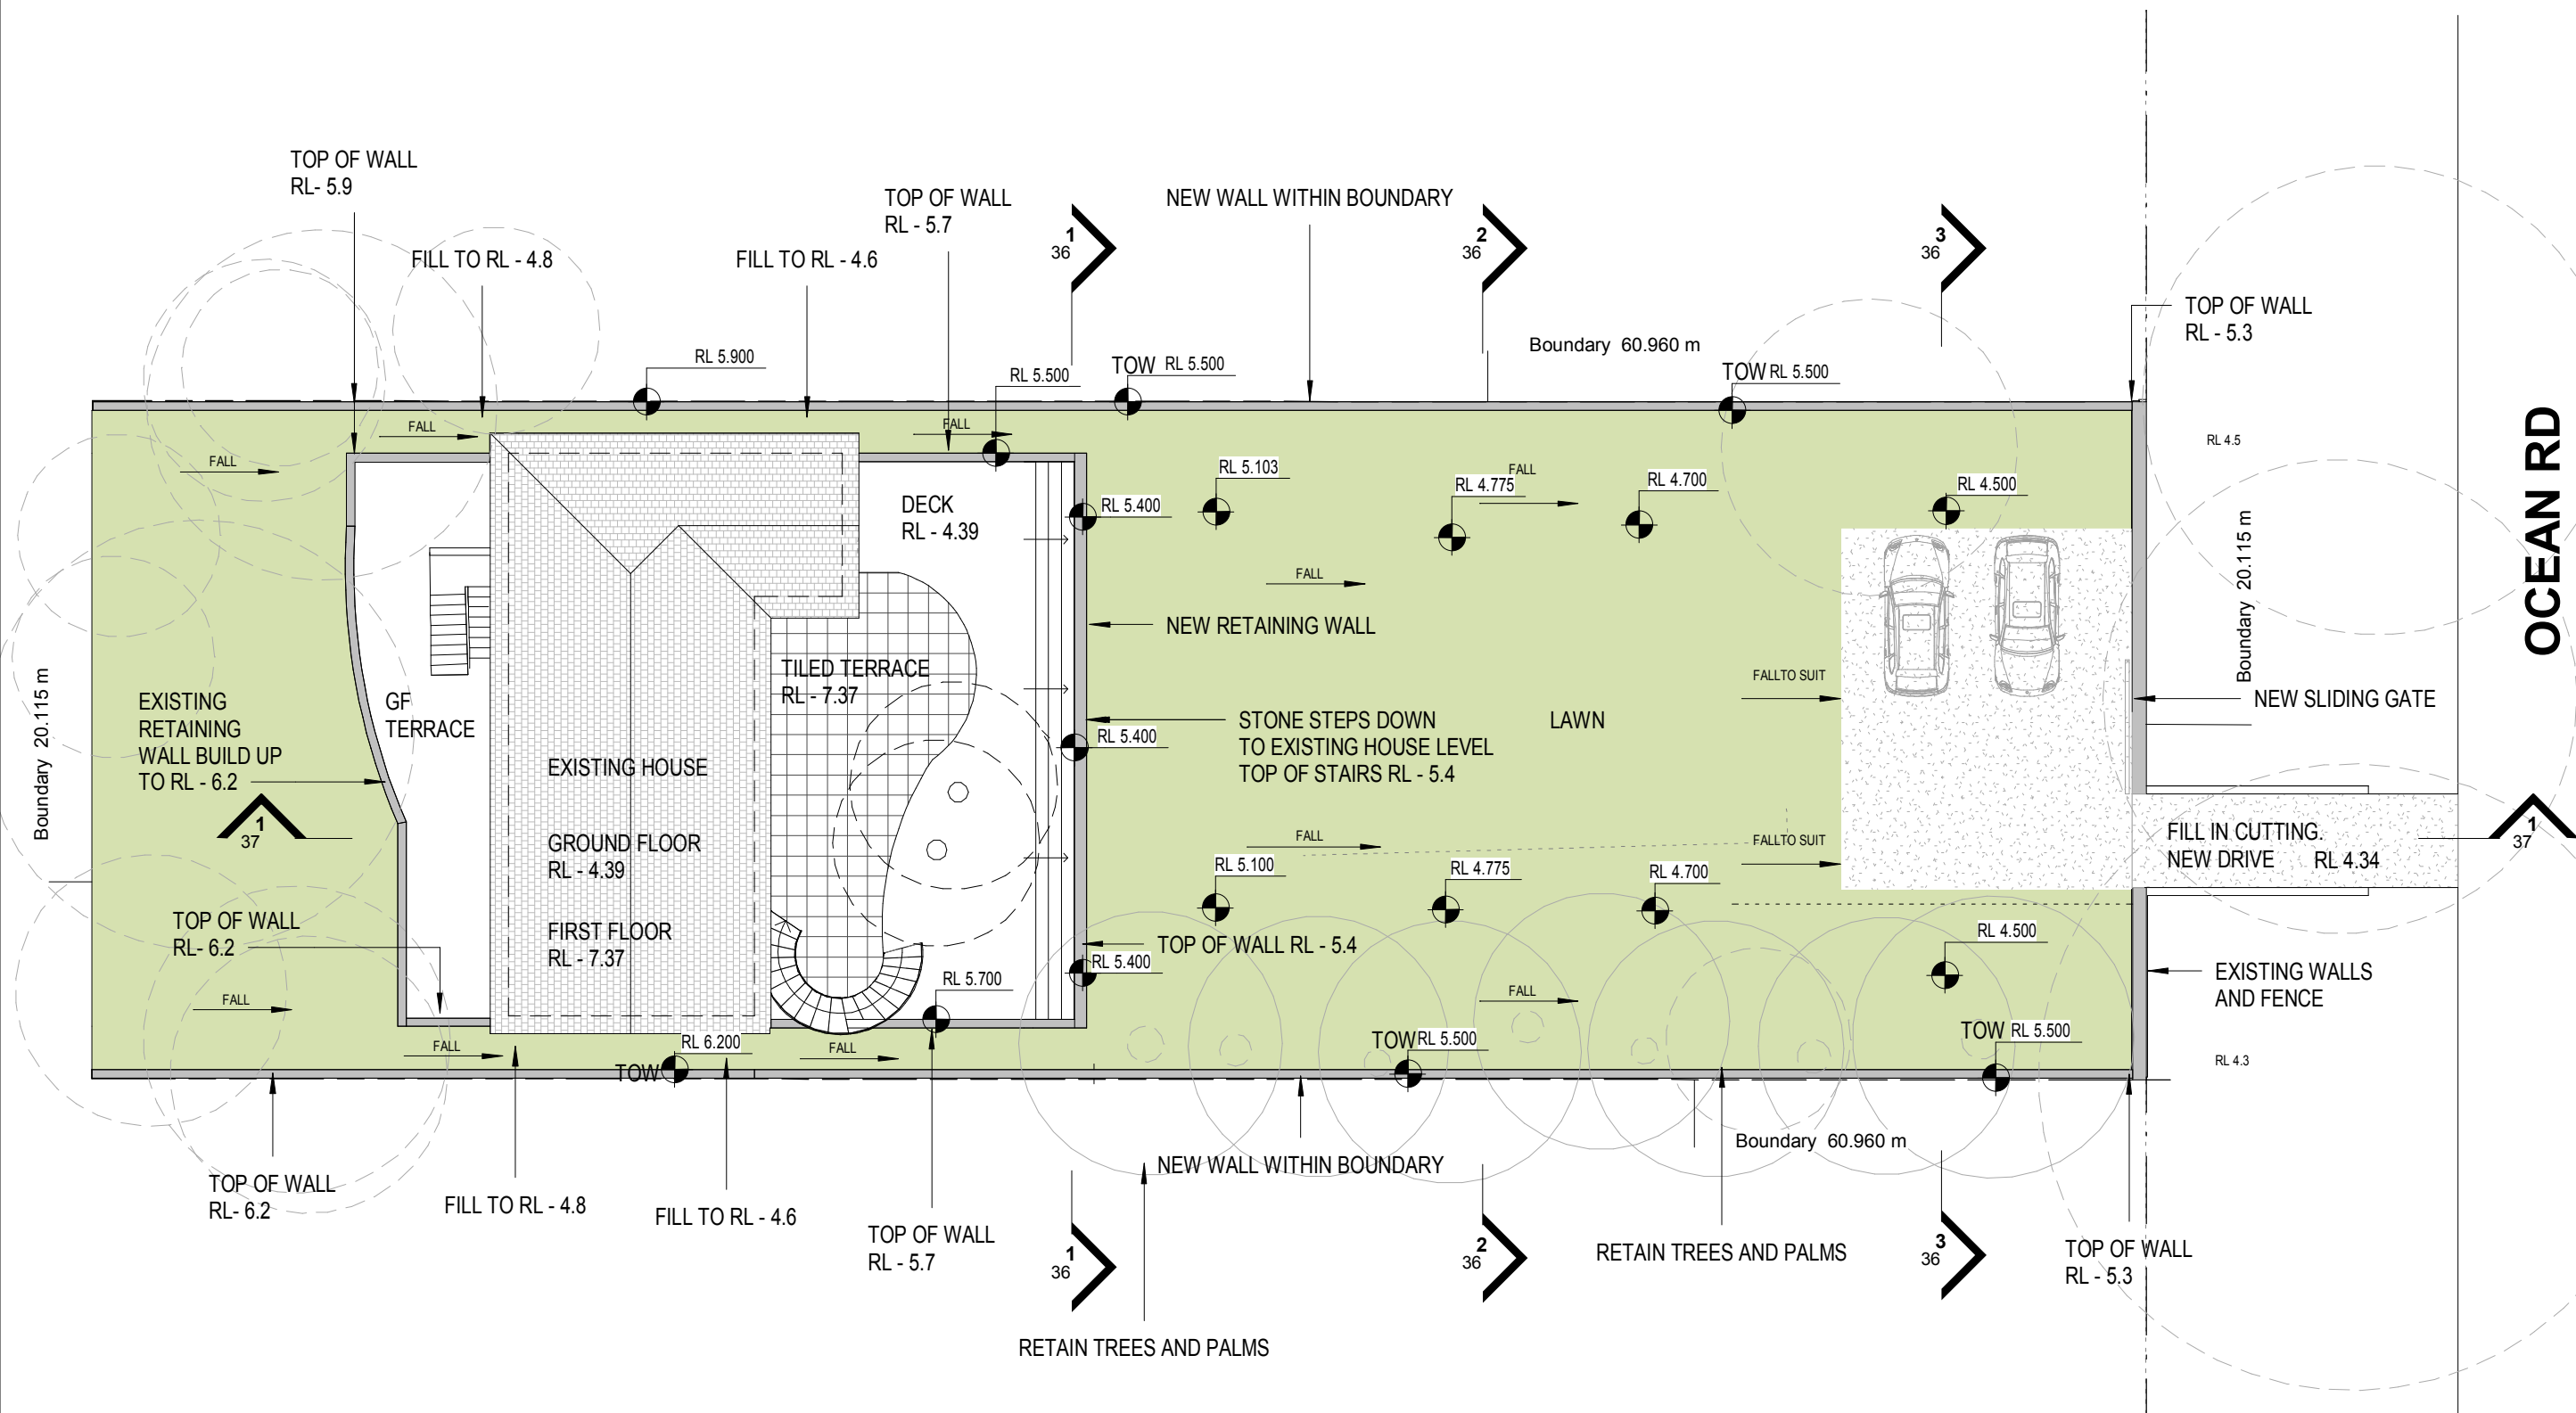 TOP OF WALL
RL- 5.9
TOP OF WALL
RL - 5.7
NEW WALL WITHIN BOUNDARY
1
36
2
36
3
36
FILL TO RL - 4.8
FILL TO RL - 4.6
TOP OF WALL
RL - 5.3
Boundary 60.960 m
RL 5.900
RL 5.500
TOW RL 5.500
TOW RL 5.500
FALL
FALL
FALL
RL 4.5
RL 5.103
FALL
RL 4.775
RL 4.700
RL 4.500
DECK
RL - 4.39
RL 5.400
OCEAN RD
Boundary 20.115 m
FALL
NEW RETAINING WALL
TILED TERRACE
RL - 7.37
FALLTO SUIT
NEW SLIDING GATE
Boundary 20.115 m
EXISTING
RETAINING
WALL BUILD UP
TO RL - 6.2
GF
TERRACE
RL 5.400
STONE STEPS DOWN
TO EXISTING HOUSE LEVEL
TOP OF STAIRS RL - 5.4
LAWN
EXISTING HOUSE
1
37
GROUND FLOOR
RL - 4.39
FALL
FALLTO SUIT
FILL IN CUTTING.
NEW DRIVE RL 4.34
1
37
RL 5.100
RL 4.775
RL 4.700
TOP OF WALL
RL- 6.2
FIRST FLOOR
RL - 7.37
TOP OF WALL RL - 5.4
RL 5.400
RL 4.500
EXISTING WALLS
AND FENCE
FALL
RL 5.700
FALL
FALL
RL 6.200
TOW
FALL
TOW RL 5.500
TOW RL 5.500
RL 4.3
Boundary 60.960 m
NEW WALL WITHIN BOUNDARY
TOP OF WALL
RL- 6.2
FILL TO RL - 4.8
FILL TO RL - 4.6
TOP OF WALL
RL - 5.7
1
36
2
36
RETAIN TREES AND PALMS
3
36
TOP OF WALL
RL - 5.3
RETAIN TREES AND PALMS